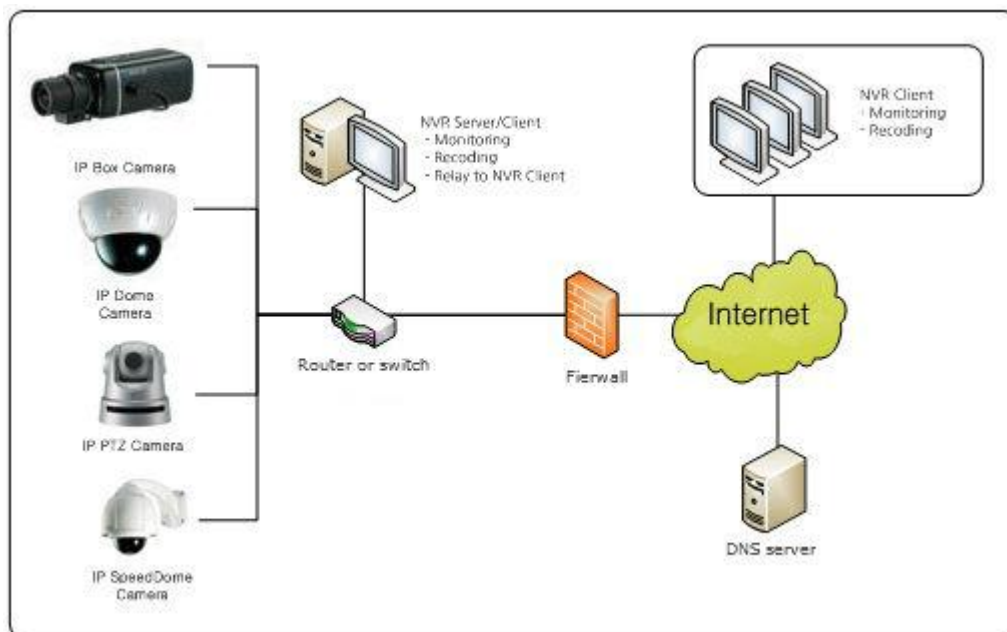 IP Box Camera
IP Dome
Camera
IP PTZ Camera
IP SpeedDome
Camera
NVR Server/Client
- Monitoring
- Recoding
- Relay to NVR Client
Router or switch
Fierwall
NVR Client
- Monitoring
- Recoding
Internet
DNS server